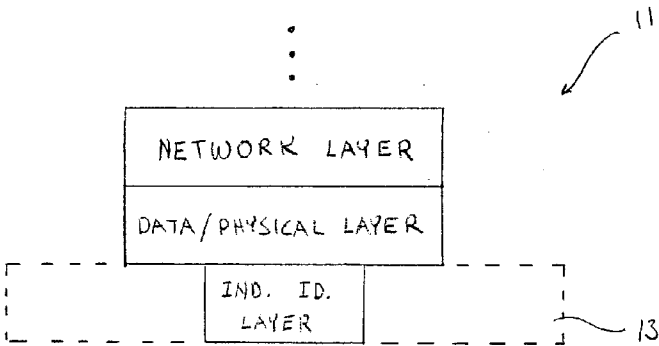 11
NETWORK LAYER
DATA/PHYSICAL LAYER
IND. ID.
LAYER
13